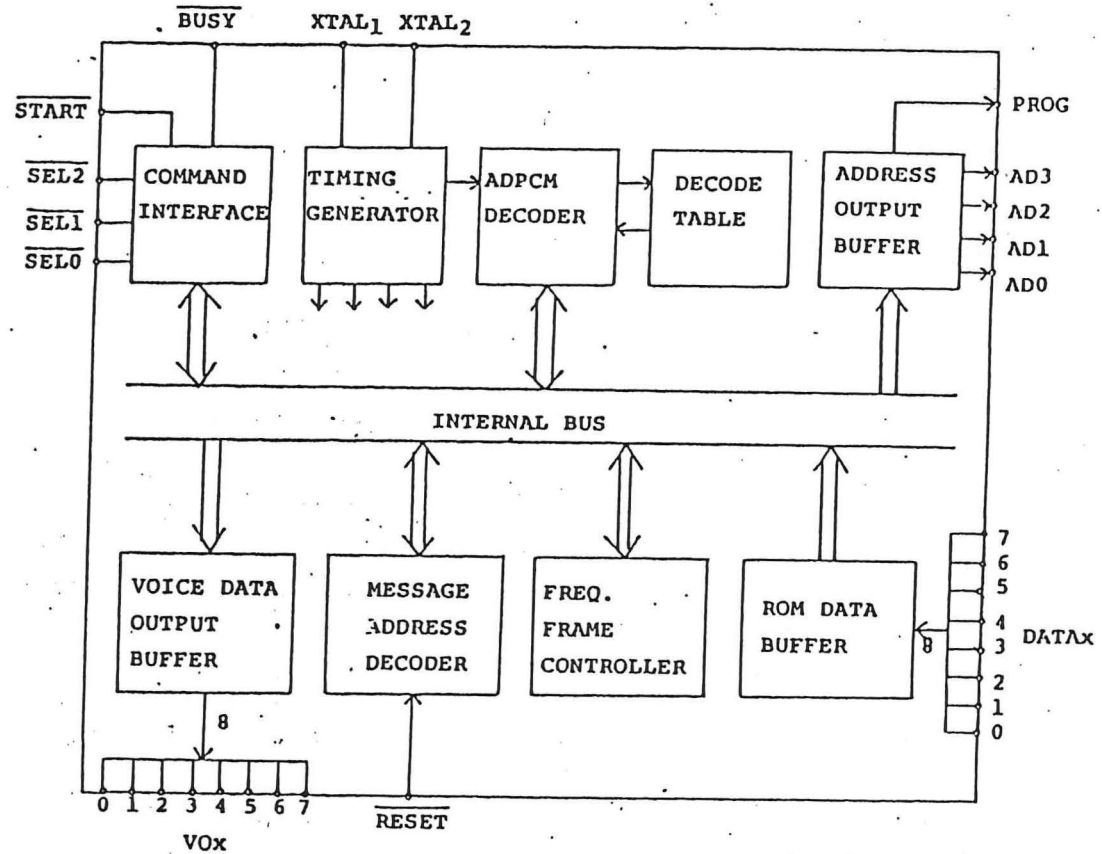 BUSY XTAL1 XTAL2
START
PROG
SEL2
SEL1
SEL0
COMMAND
INTERFACE
TIMING
GENERATOR
ADPCM
DECODER
DECODE
TABLE
ADDRESS
OUTPUT
BUFFER
AD3
AD2
AD1
AD0
INTERNAL BUS
VOICE DATA
OUTPUT
BUFFER
MESSAGE
ADDRESS
DECODER
FREQ.
FRAME
CONTROLLER
ROM DATA
BUFFER
8
7
6
5
4
3
2
1
0
DATAx
8
0 1 2 3 4 5 6 7
VOx
RESET